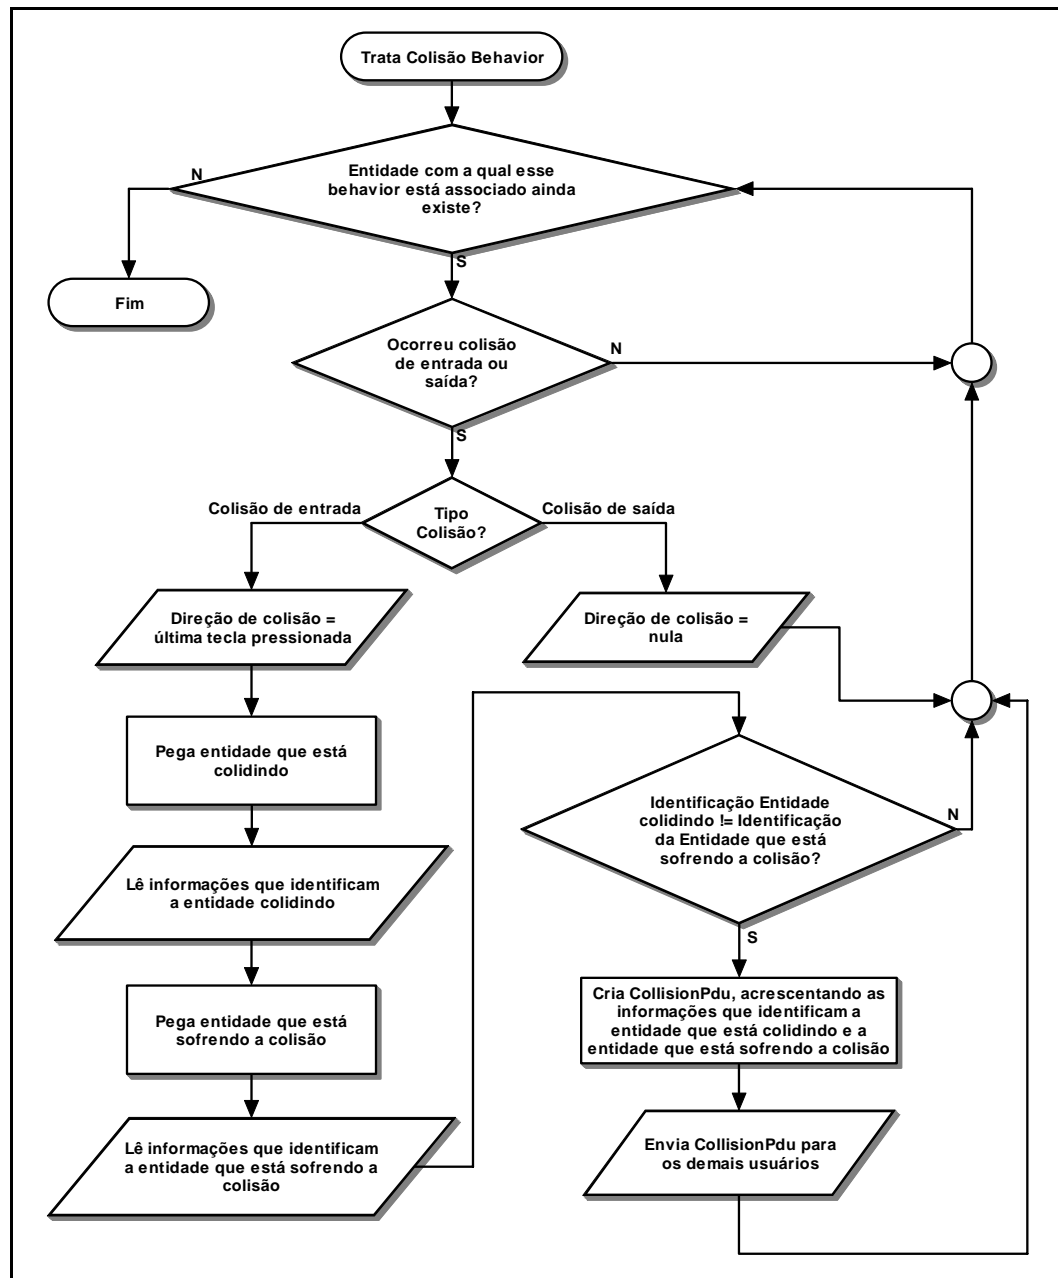 Trata Colisão Behavior
Entidade com a qual esse
behavior está associado ainda
existe?
N
S
Fim
Ocorreu colisão
de entrada ou
saída?
N
S
Colisão de entrada
Tipo
Colisão?
Colisão de saída
Direção de colisão =
última tecla pressionada
Direção de colisão =
nula
Pega entidade que está
colidindo
Lê informações que identificam
a entidade colidindo
Pega entidade que está
sofrendo a colisão
Lê informações que identificam
a entidade que está sofrendo a
colisão
Identificação Entidade
colidindo != Identificação
da Entidade que está
sofrendo a colisão?
N
S
Cria CollisionPdu, acrescentando as
informações que identificam a
entidade que está colidindo e a
entidade que está sofrendo a colisão
Envia CollisionPdu para
os demais usuários